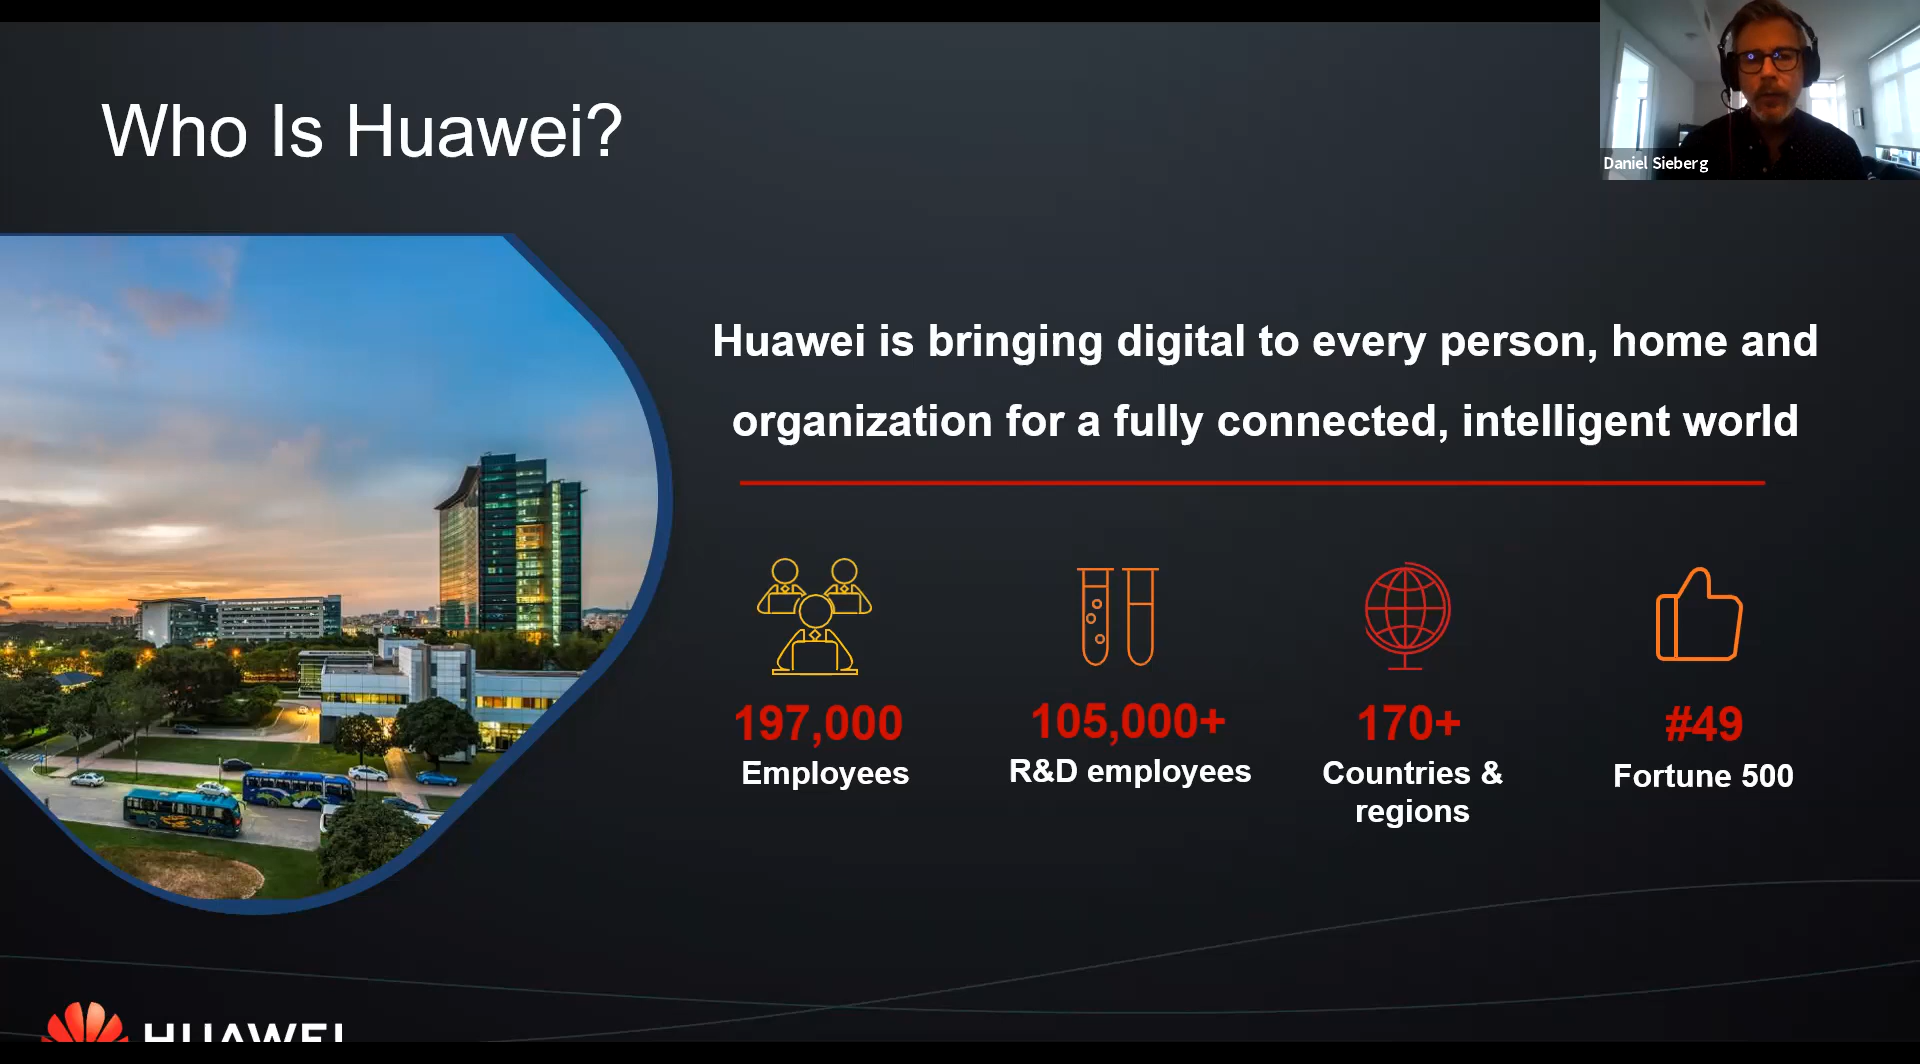 Who Is Huawei?
Daniel Sieberg
Huawei is bringing digital to every person, home and
organization for a fully connected, intelligent world
197,000
Employees
105,000+
R&D employees
170+
Countries &
regions
#49
Fortune 500
HUAWEI